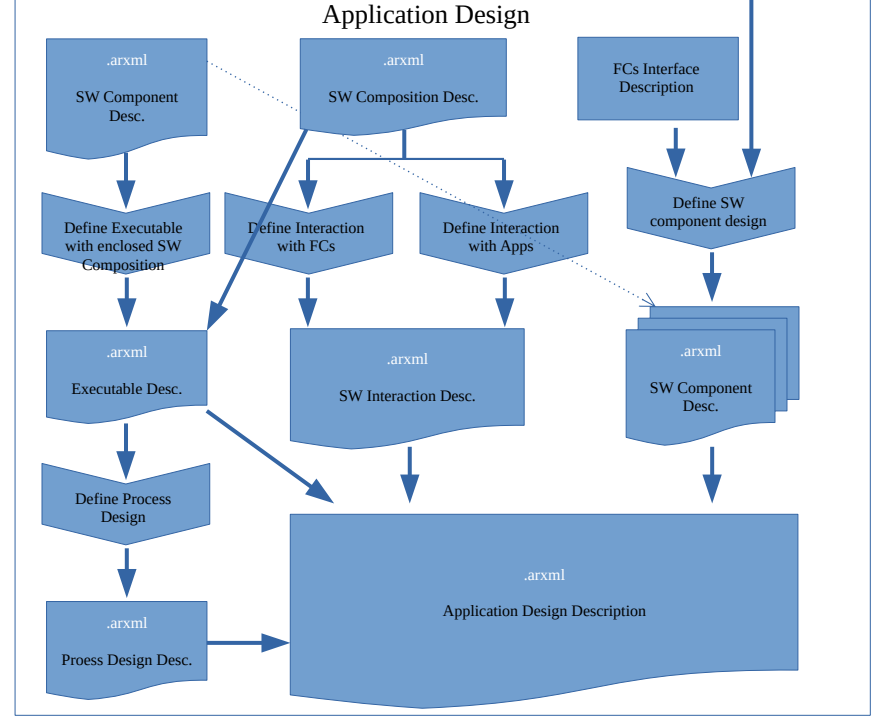 Application Design
.arxml
SW Component
Desc.
.arxml
SW Composition Desc.
FCs Interface
Description
Define Executable
with enclosed SW
Composition
Define Interaction
with FCs
Define Interaction
with Apps
Define SW
component design
.arxml
Executable Desc.
.arxml
SW Interaction Desc.
.arxml
SW Component
Desc.
Define Process
Design
.arxml
Application Design Description
.arxml
Proess Design Desc.